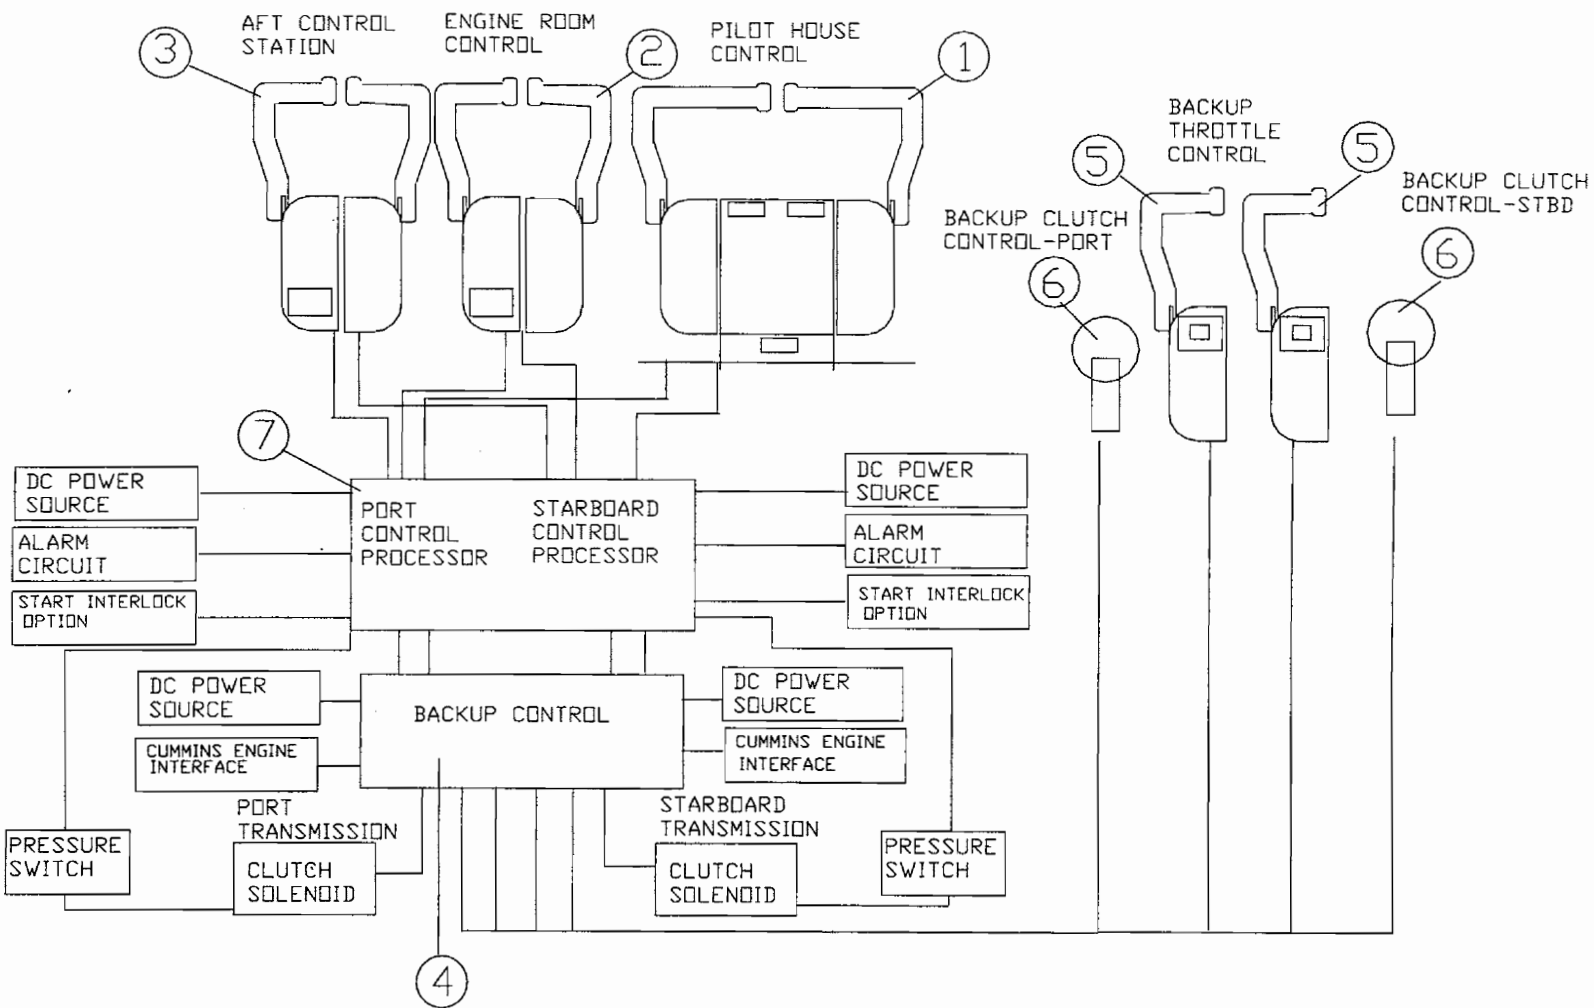 AFT CONTROL
STATION
3
ENGINE ROOM
CONTROL
2
PILOT HOUSE
CONTROL
1
BACKUP
THROTTLE
CONTROL
5
5
BACKUP CLUTCH
CONTROL-STBD
6
BACKUP CLUTCH
CONTROL-PORT
6
7
DC POWER
SOURCE
ALARM
CIRCUIT
START INTERLOCK
OPTION
PORT
CONTROL
PROCESSOR
STARBOARD
CONTROL
PROCESSOR
DC POWER
SOURCE
ALARM
CIRCUIT
START INTERLOCK
OPTION
DC POWER
SOURCE
CUMMINS ENGINE
INTERFACE
BACKUP CONTROL
DC POWER
SOURCE
CUMMINS ENGINE
INTERFACE
PORT
TRANSMISSION
STARBOARD
TRANSMISSION
PRESSURE
SWITCH
CLUTCH
SOLENOID
CLUTCH
SOLENOID
PRESSURE
SWITCH
4